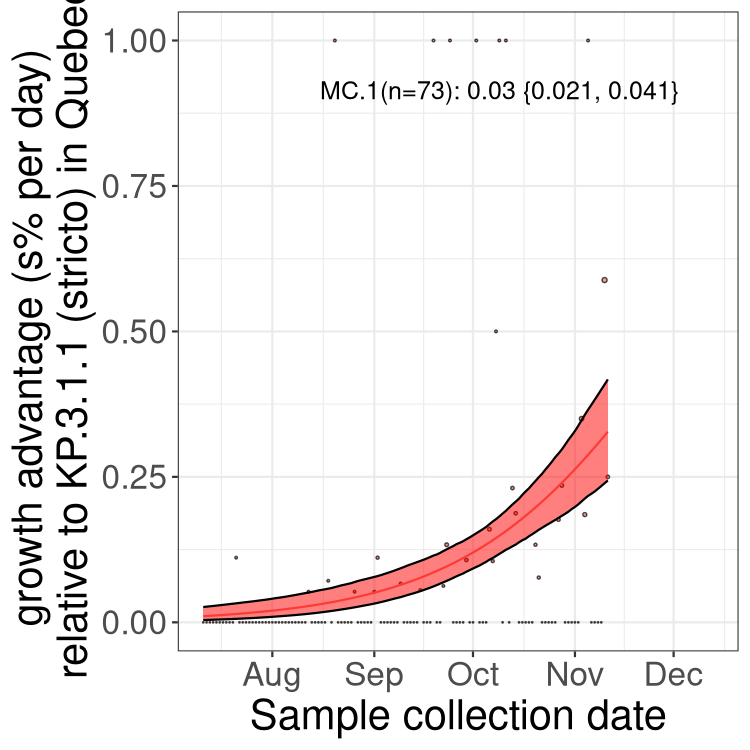 growth advantage (s% per day)
relative to KP.3.1.1 (stricto) in Quebec
1.00
0.75
0.50
0.25
0.00
MC.1(n=73): 0.03 {0.021, 0.041}
Aug Sep Oct Nov Dec
Sample collection date